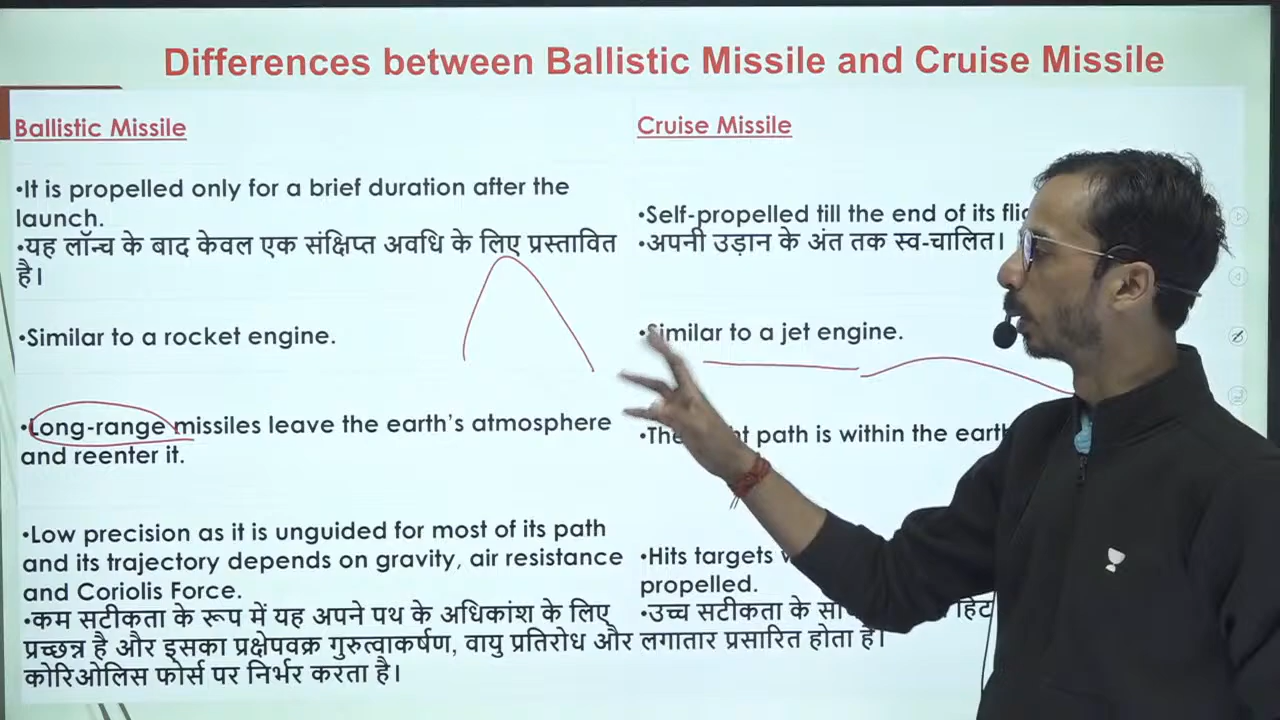 Differences between Ballistic Missile and Cruise Missile
Ballistic Missile
•It is propelled only for a brief duration after the
launch.
•यह लॉन्च के बाद केवल एक संक्षिप्त अवधि के लिए प्रस्तावित
है।
•Similar to a rocket engine.
•Long-range missiles leave the earth's atmosphere
and reenter it.
•Low precision as it is unguided for most of its path
and its trajectory depends on gravity, air resistance
and Coriolis Force.
•कम सटीकता के रूप में यह अपने पथ के अधिकांश के लिए
प्रच्छन्न है और इसका प्रक्षेपवक्र गुरुत्वाकर्षण, वायु प्रतिरोध और
कोरिओलिस फोर्स पर निर्भर करता है।
Cruise Missile
•Self-propelled till the end of its
•अपनी उड़ान के अंत तक स्व-चालित।
•Similar to a jet engine.
path is within the
•Hits targets
propelled.
•उच्च सटीकता के हिट
लगातार प्रसारित होता है।